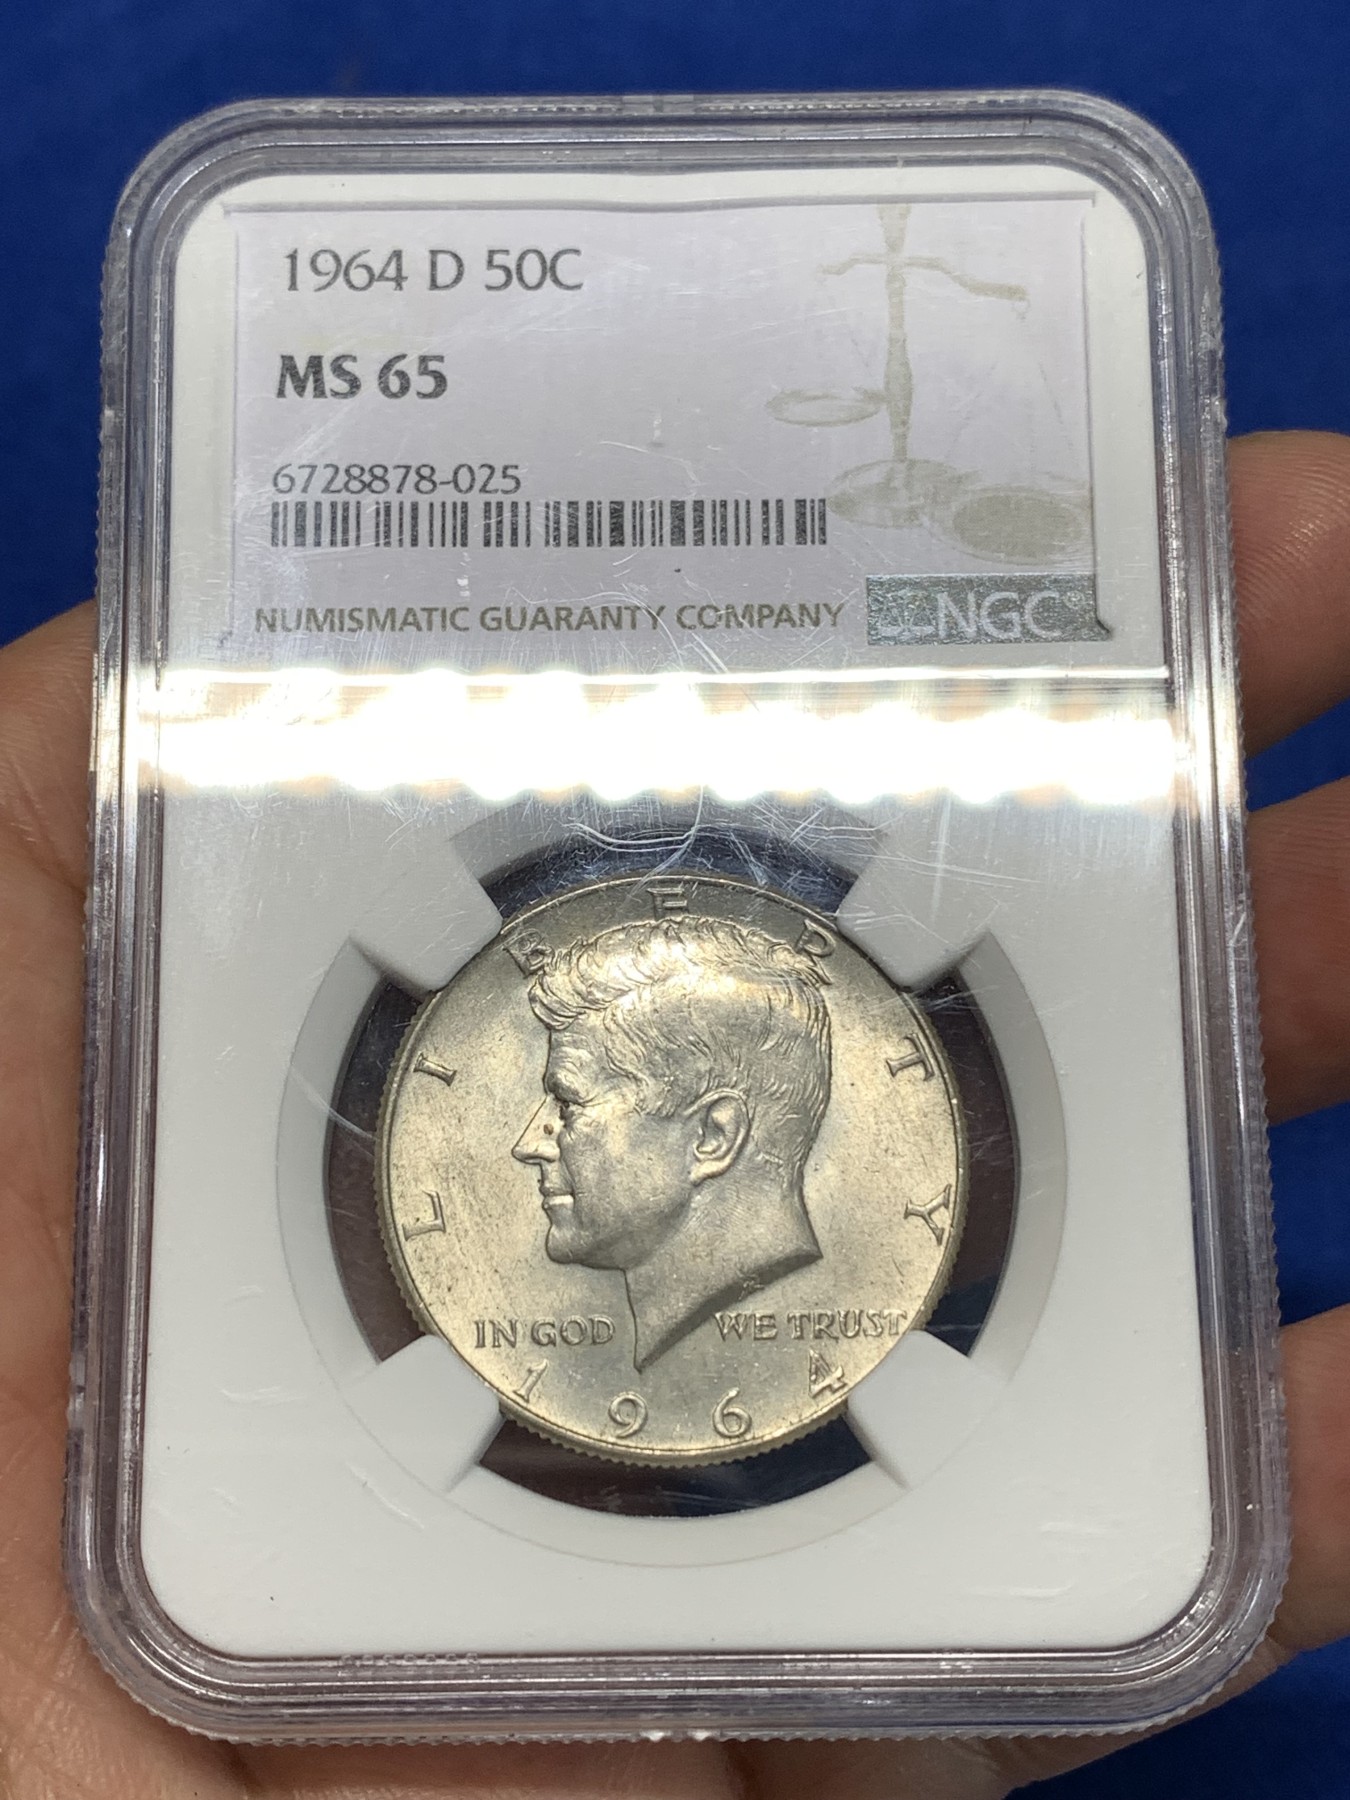 1964 D 50C
MS 65
6728878-025
NUMISMATIC GUARANTY COMPANY
NGC®
LIBERTY
IN GOD WE TRUST
1964